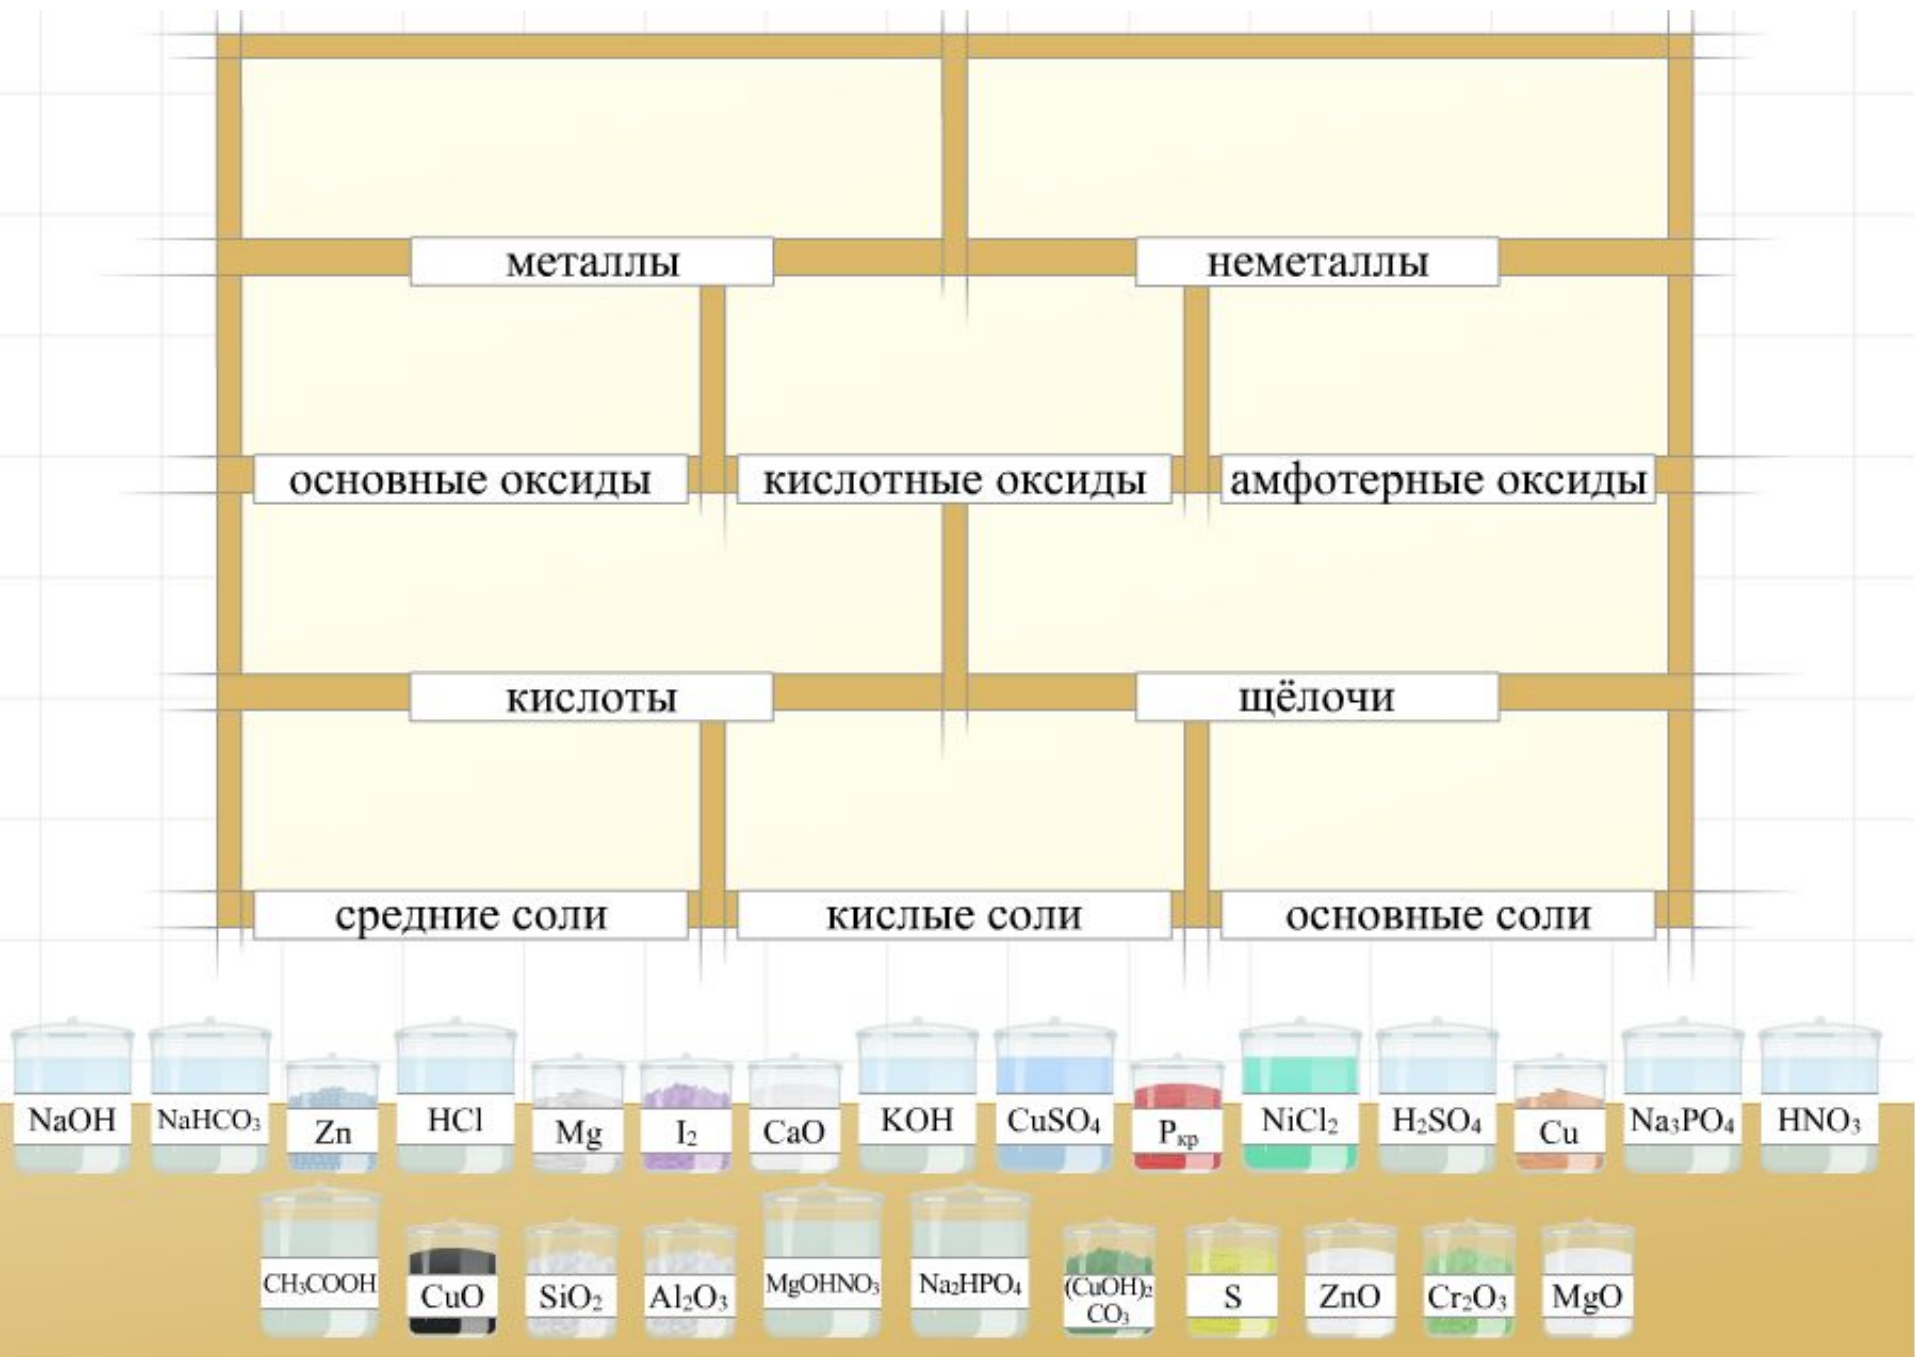 металлы неметаллы
основные оксиды кислотные оксиды амфотерные оксиды
кислоты щёлочи
средние соли кислые соли основные соли
NaOH NaHCO₃ Zn HCl Mg I₂ CaO KOH CuSO₄ Pкр NiCl₂ H₂SO₄ Cu Na₃PO₄ HNO₃
CH₃COOH CuO SiO₂ Al₂O₃ MgOHNO₃ Na₂HPO₄ (CuOH)₂
CO₃ S ZnO Cr₂O₃ MgO